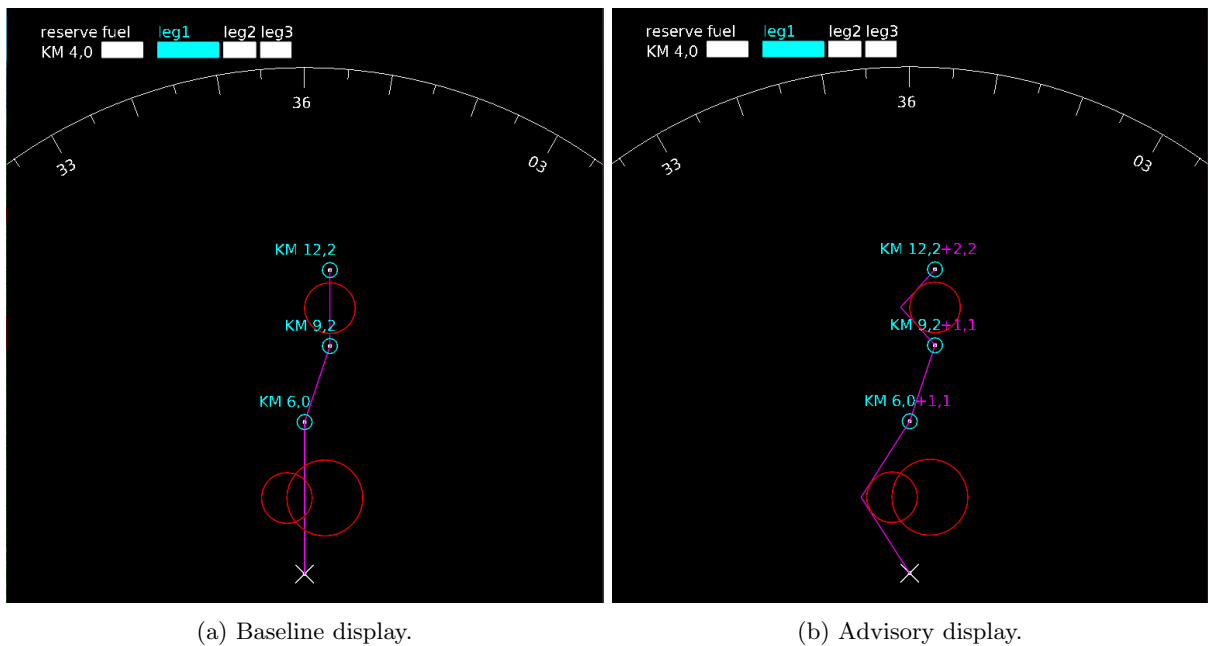 reserve fuel leg1 leg2 leg3
KM 4,0
36
33
03
KM 12,2
KM 9,2
KM 6,0
(a) Baseline display.
reserve fuel leg1 leg2 leg3
KM 4,0
36
33
03
KM 12,2+2,2
KM 9,2+1,1
KM 6,0+1,1
(b) Advisory display.